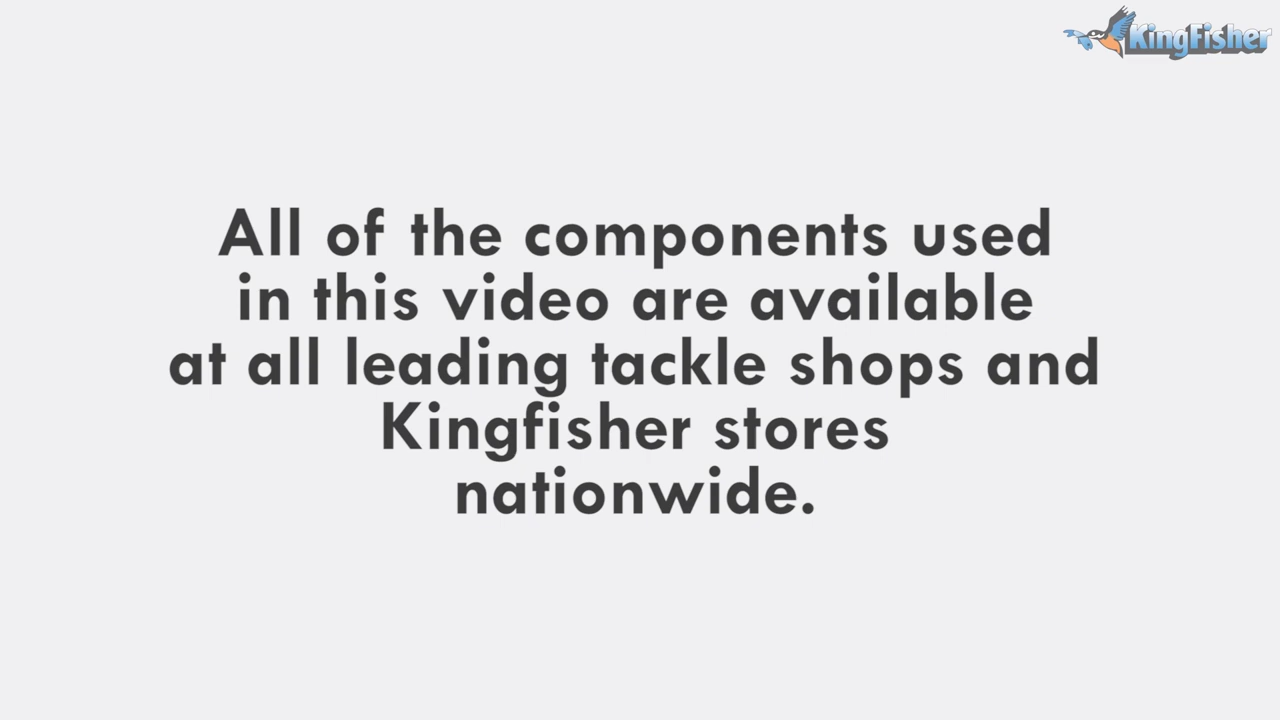 KingFisher
All of the components used
in this video are available
at all leading tackle shops and
Kingfisher stores
nationwide.